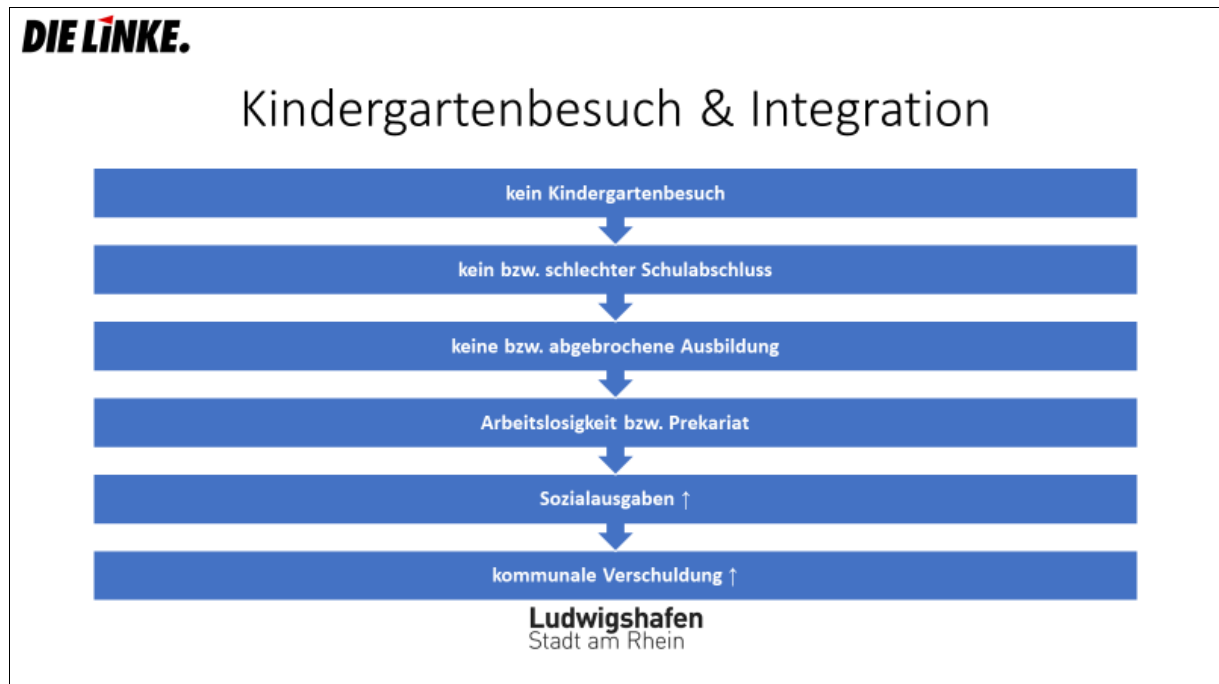 DIE LINKE.
Kindergartenbesuch & Integration
kein Kindergartenbesuch
kein bzw. schlechter Schulabschluss
keine bzw. abgebrochene Ausbildung
Arbeitslosigkeit bzw. Prekariat
Sozialausgaben ↑
kommunale Verschuldung ↑
Ludwigshafen
Stadt am Rhein